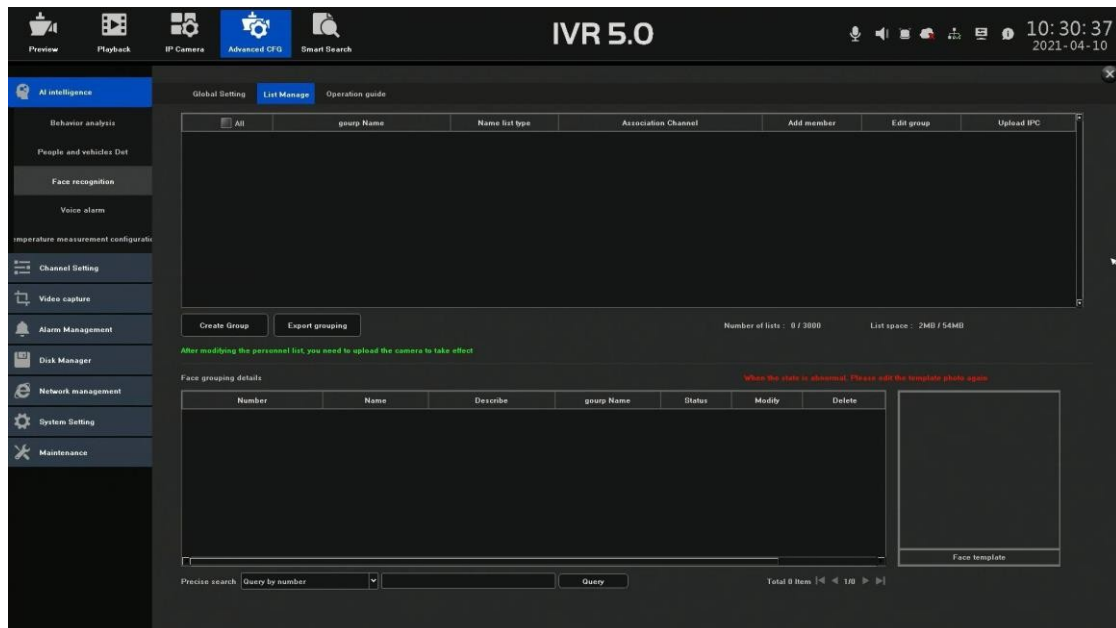 IVR 5.0
10:30:37
2021-04-10
Preview Playback IP Camera Advanced CFG Smart Search
AI intelligence
Behavior analysis
People and vehicles Det
Face recognition
Voice alarm
emperature measurement configuratio
Channel Setting
Video capture
Alarm Management
Disk Manager
Network management
System Setting
Maintenance
Global Setting List Manage Operation guide
All gourp Name Name list type Association Channel Add member Edit group Upload IPC
Create Group Export grouping Number of lists : 0 / 3000 List space : 2MB / 54MB
After modifying the personnel list, you need to upload the camera to take effect
Face grouping details When the state is abnormal, Please edit the template photo again
Number Name Describe gourp Name Status Modify Delete
Face template
Precise search Query by number Query Total 0 Item 1/0